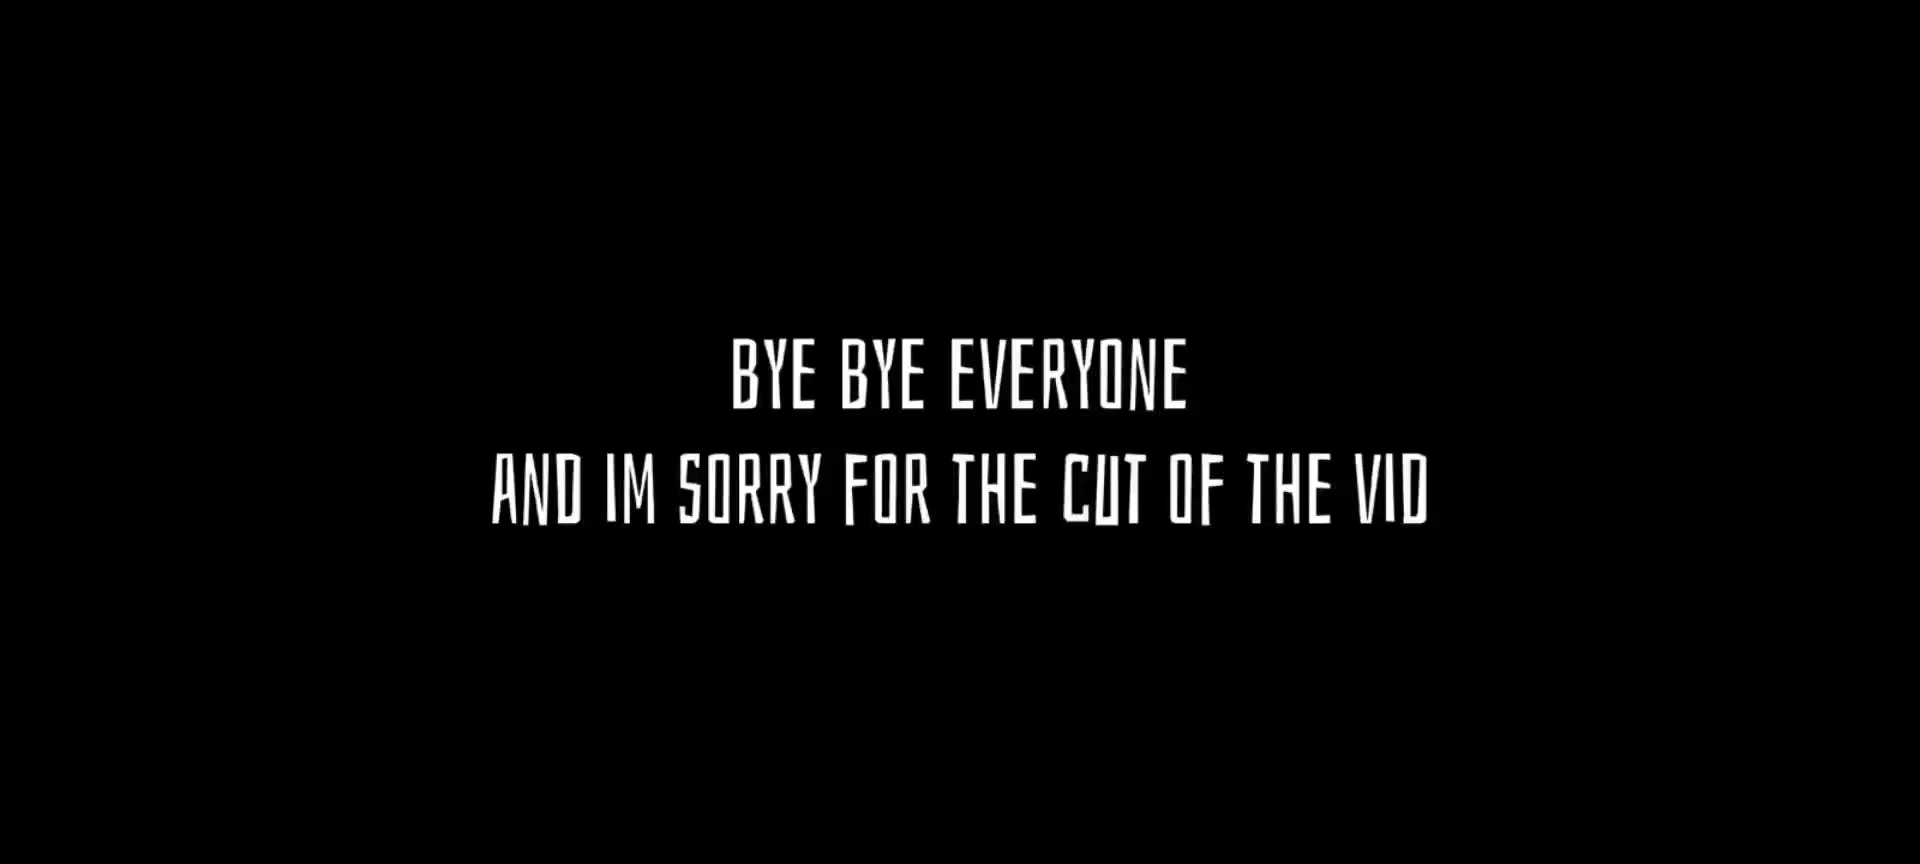 BYE BYE EVERYONE
AND IM SORRY FOR THE CUT OF THE VID